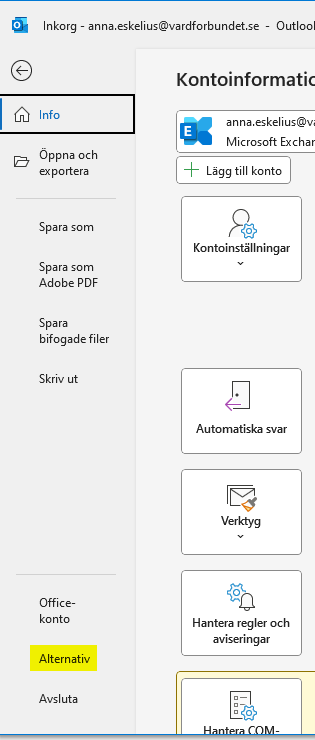 Inkorg - anna.eskelius@vardforbundet.se - Outlook
Kontoinformatio
Info
anna.eskelius@va
Microsoft Exchan
Öppna och
exportera
Lägg till konto
Spara som
Kontoinställningar
Spara som
Adobe PDF
Spara
bifogade filer
Skriv ut
Automatiska svar
Verktyg
Hantera regler och
aviseringar
Office-
konto
Alternativ
Avsluta
Hantera COM-